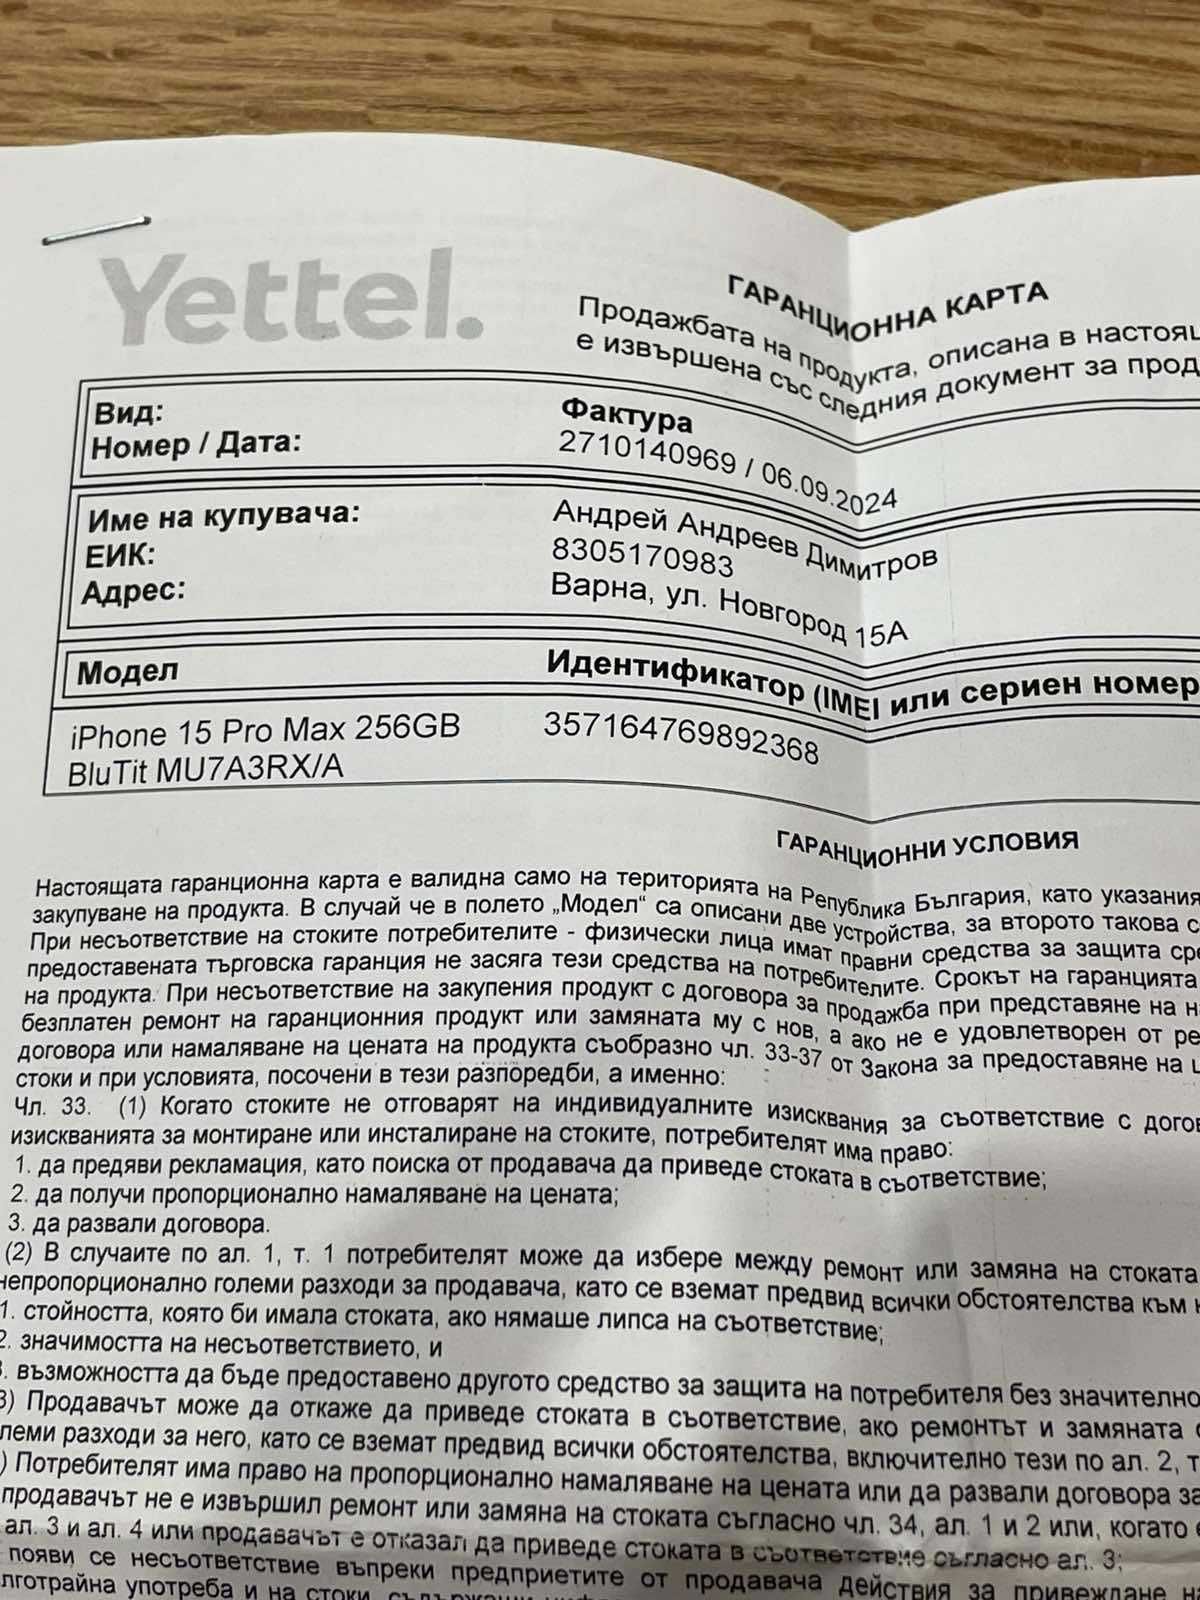 Yettel.
ГАРАНЦИОННА КАРТА
Продажбата на продукта, описана в
е извършена със следния документ за
Вид: Фактура
Номер / Дата: 2710140969 / 06.09.2024
Име на купувача: Андрей Андреев Димитров
ЕИК: 8305170983
Адрес: Варна, ул. Новгород 15А
Модел Идентификатор (IMEI или сериен номер
iPhone 15 Pro Max 256GB 357164769892368
BluTit MU7A3RX/A
ГАРАНЦИОННИ УСЛОВИЯ
Настоящата гаранционна карта е валидна само на територията на Република България, като
закупуване на продукта. В случай че в полето „Модел“ са описани две устройства, за второто такова
При несъответствие на стоките потребителите - физически лица имат правни средства за защита
предоставената търговска гаранция не засяга тези средства на потребителите. Срокът на гаранцията
на продукта. При несъответствие на закупения продукт с договора за продажба при представяне на
безплатен ремонт на гаранционния продукт или замяната му с нов, а ако не е удовлетворен от
договора или намаляване на цената на продукта съобразно чл. 33-37 от Закона за предоставяне на
стоки и при условията, посочени в тези разпоредби, а именно:
Чл. 33. (1) Когато стоките не отговарят на индивидуалните изисквания за съответствие с
изискванията за монтиране или инсталиране на стоките, потребителят има право:
1. да предяви рекламация, като поиска от продавача да приведе стоката в съответствие;
2. да получи пропорционално намаляване на цената;
3. да развали договора.
(2) В случаите по ал. 1, т. 1 потребителят може да избере между ремонт или замяна на стоката
непропорционално големи разходи за продавача, като се вземат предвид всички обстоятелства към
1. стойността, която би имала стоката, ако нямаше липса на съответствие;
2. значимостта на несъответствието, и
възможността да бъде предоставено другото средство за защита на потребителя без
3) Продавачът може да откаже да приведе стоката в съответствие, ако ремонтът и замяната
разходи за него, като се вземат предвид всички обстоятелства, включително тези по ал. 2,
) Потребителят има право на пропорционално намаляване на цената или да развали договора
продавачът не е извършил ремонт или замяна на стоката съгласно чл. 34, ал. 1 и 2 или, когато
ал. 3 и ал. 4 или продавачът е отказал да приведе стоката в съответствие съгласно ал. 3;
появи се несъответствие въпреки предприетите от продавача действия за привеждане
употреба и на стоки,